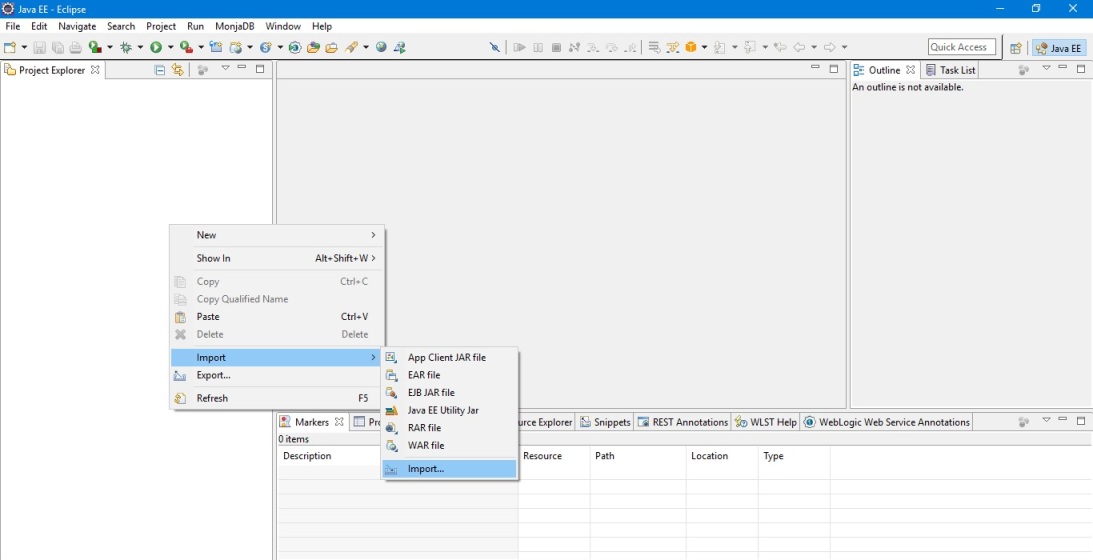 Java EE - Eclipse
File Edit Navigate Search Project Run MonjaDB Window Help
Quick Access Java EE
Project Explorer
Outline Task List
An outline is not available.
New
Show In Alt+Shift+W
Copy Ctrl+C
Copy Qualified Name
Paste Ctrl+V
Delete Delete
Import
Export...
Refresh F5
App Client JAR file
EAR file
EJB JAR file
Java EE Utility Jar
RAR file
WAR file
Import...
Markers Explorer Snippets REST Annotations WLST Help WebLogic Web Service Annotations
0 items
Description Resource Path Location Type